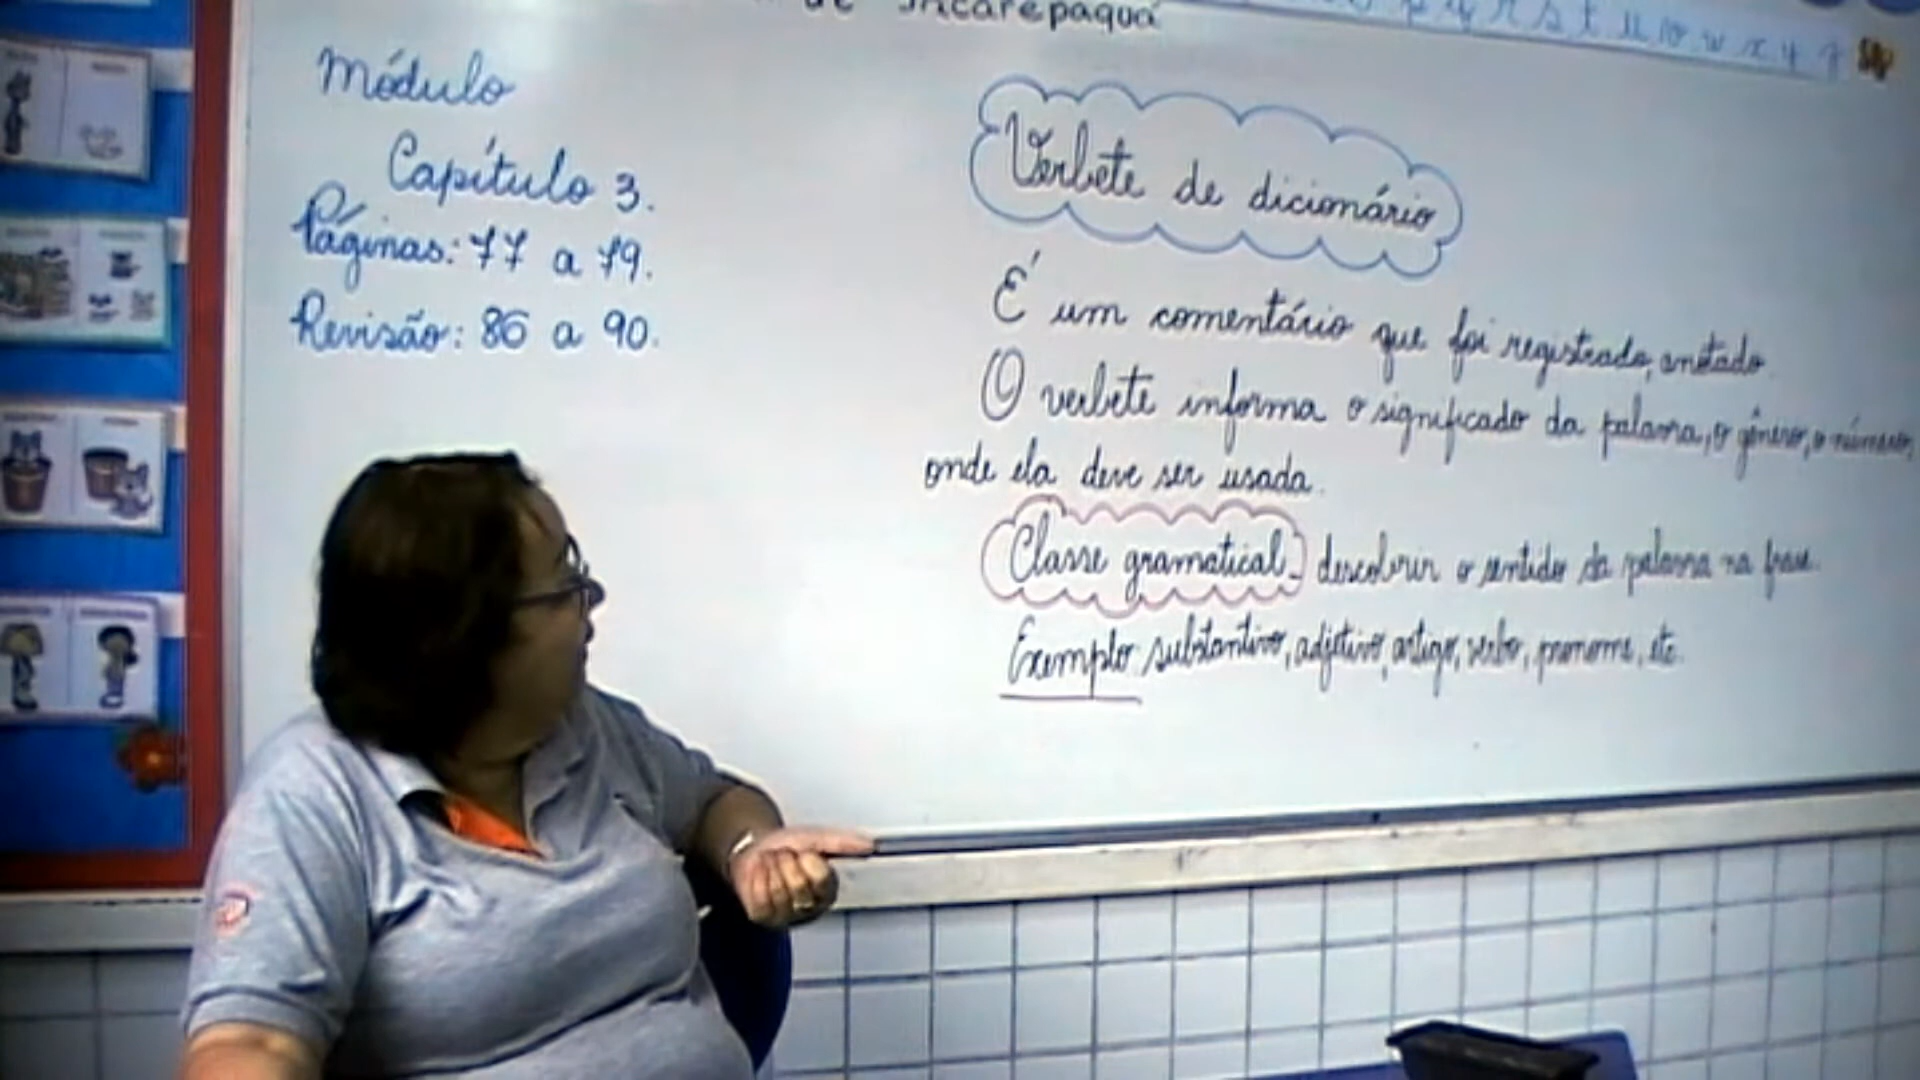 de Jacarepaguá
p q r s t u v w x y z
Módulo
Capítulo 3.
Páginas: 77 a 79.
Revisão: 86 a 90.
Verbete de dicionário
É um comentário que foi registrado, anotado.
O verbete informa o significado da palavra, o gênero, o número,
onde ela deve ser usada.
Classe gramatical - descobrir o sentido da palavra na frase.
Exemplo: substantivo, adjetivo, artigo, verbo, pronome, etc.